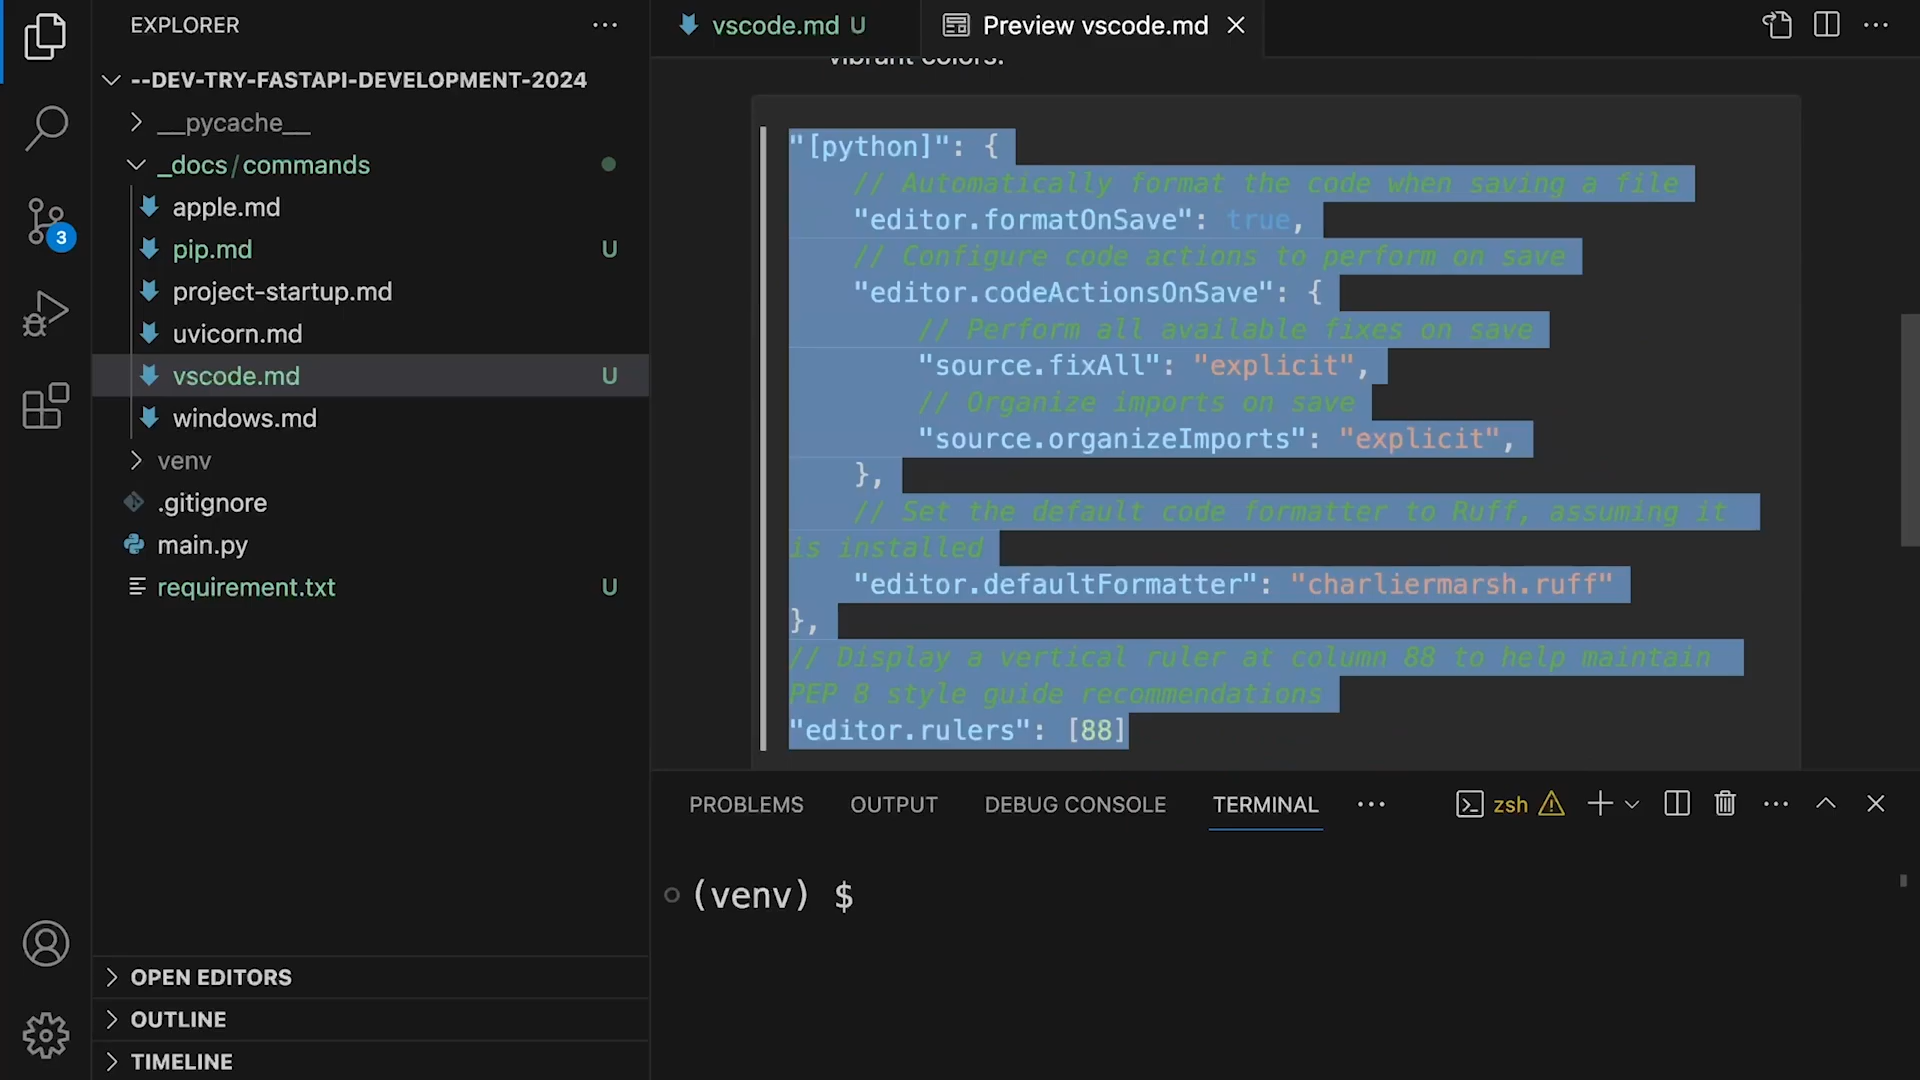 EXPLORER
--DEV-TRY-FASTAPI-DEVELOPMENT-2024
__pycache__
_docs/commands
apple.md
pip.md U
project-startup.md
uvicorn.md
vscode.md U
windows.md
venv
.gitignore
main.py
requirement.txt U
3
OPEN EDITORS
OUTLINE
TIMELINE
vscode.md U
Preview vscode.md
vibrant colors.
"[python]": {
// Automatically format the code when saving a file
"editor.formatOnSave": true,
// Configure code actions to perform on save
"editor.codeActionsOnSave": {
// Perform all available fixes on save
"source.fixAll": "explicit",
// Organize imports on save
"source.organizeImports": "explicit",
},
// Set the default code formatter to Ruff, assuming it
is installed
"editor.defaultFormatter": "charliermarsh.ruff"
},
// Display a vertical ruler at column 88 to help maintain
PEP 8 style guide recommendations
"editor.rulers": [88]
PROBLEMS OUTPUT DEBUG CONSOLE TERMINAL
zsh
(venv) $